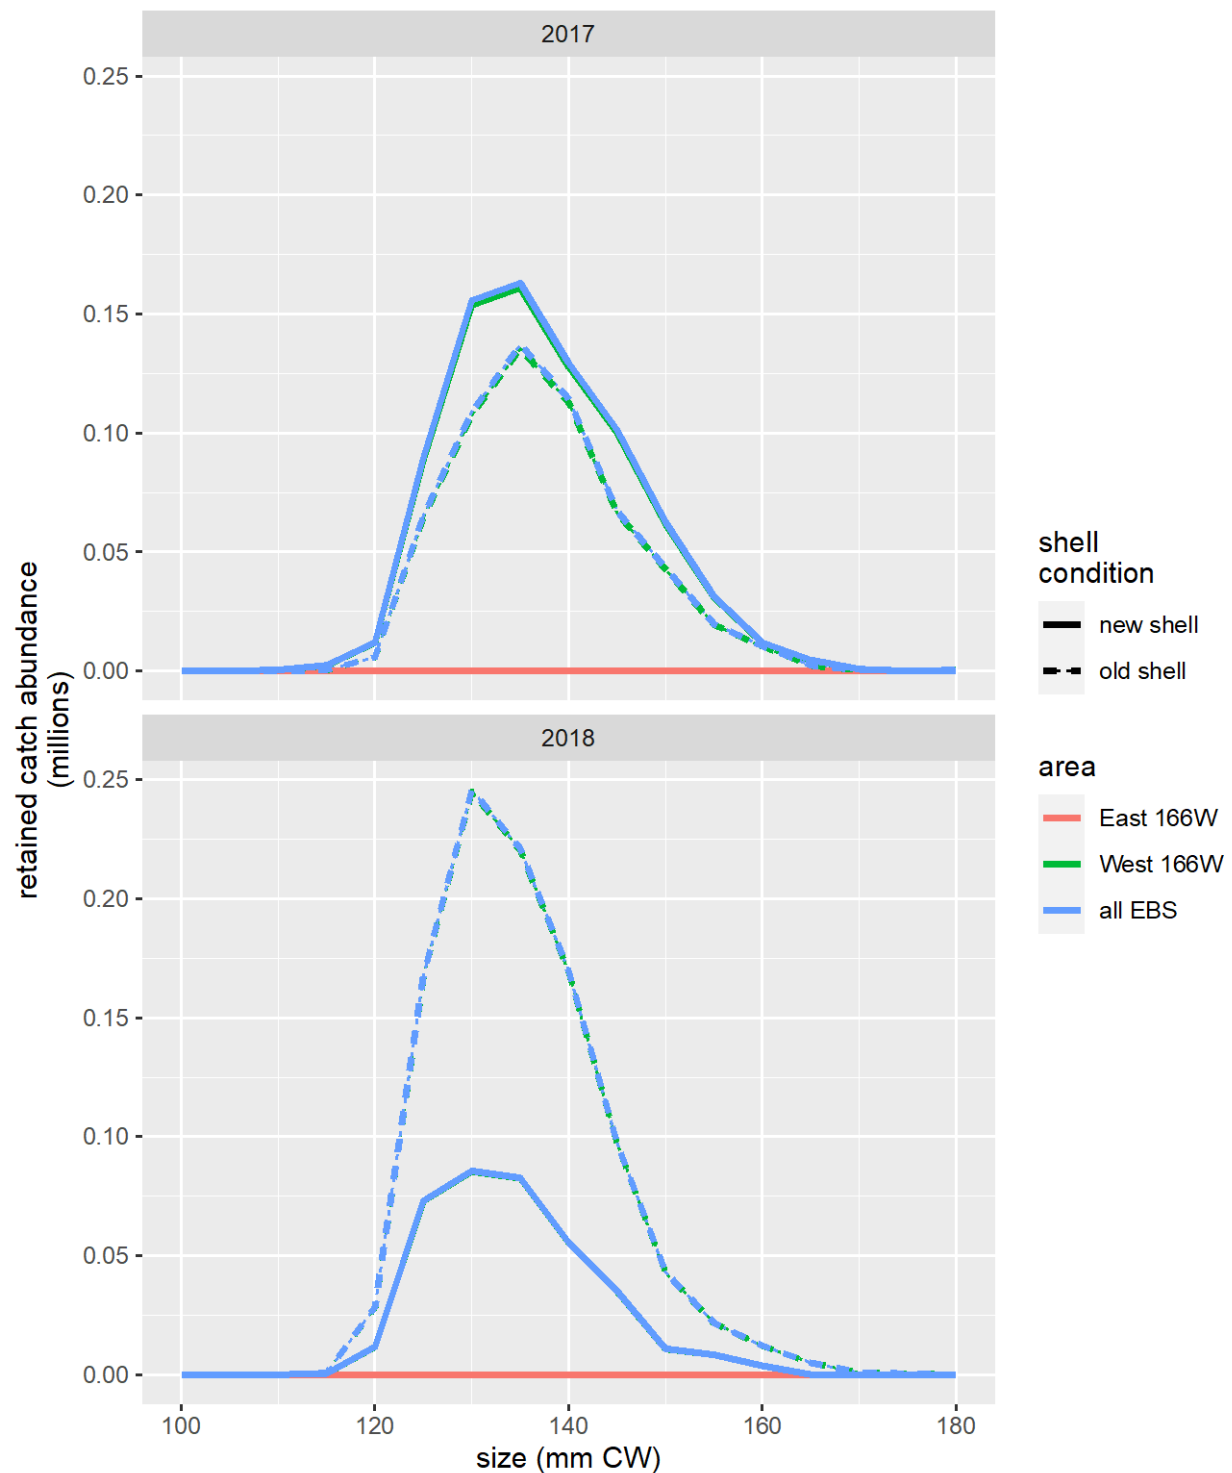 2017
0.25
0.20
0.15
0.10
0.05
0.00
retained catch abundance
(millions)
2018
0.25
0.20
0.15
0.10
0.05
0.00
100
120
140
160
180
size (mm CW)
shell
condition
new shell
old shell
area
East 166W
West 166W
all EBS